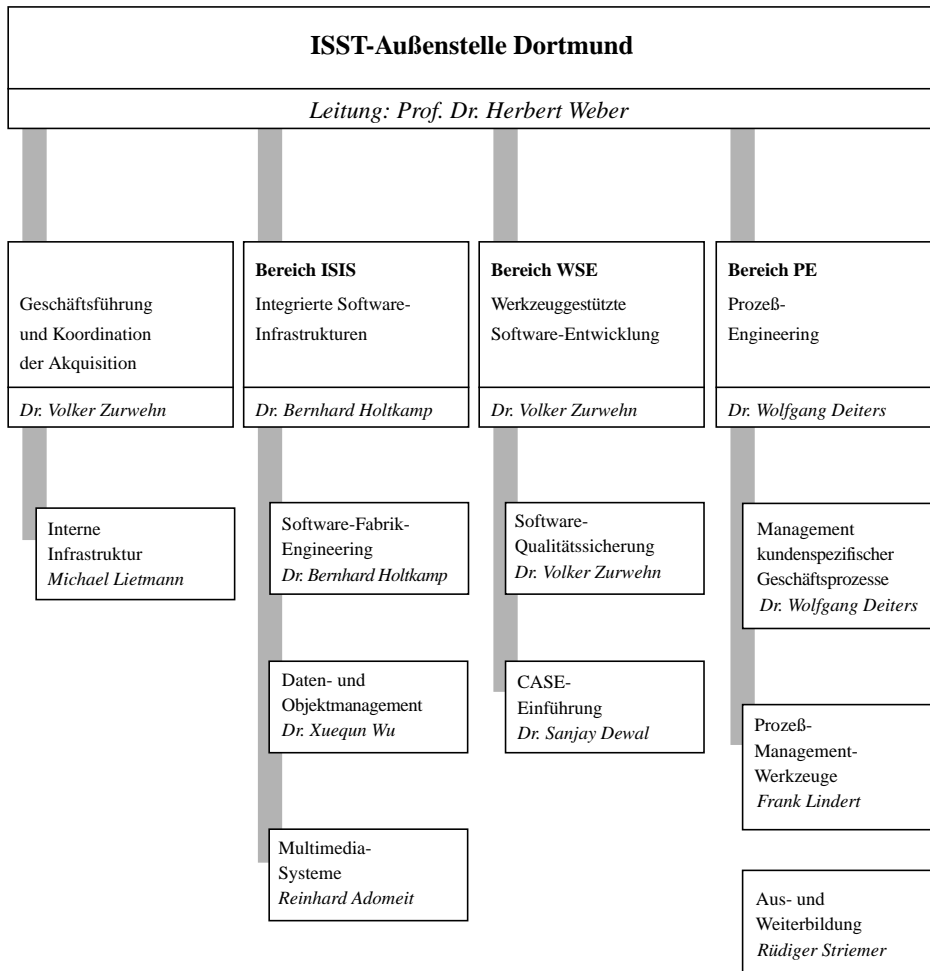 ISST-Außenstelle Dortmund
Leitung: Prof. Dr. Herbert Weber
Geschäftsführung
und Koordination
der Akquisition
Dr. Volker Zurwehn
Bereich ISIS
Integrierte Software-
Infrastrukturen
Dr. Bernhard Holtkamp
Bereich WSE
Werkzeuggestützte
Software-Entwicklung
Dr. Volker Zurwehn
Bereich PE
Prozeß-
Engineering
Dr. Wolfgang Deiters
Interne
Infrastruktur
Michael Lietmann
Software-Fabrik-
Engineering
Dr. Bernhard Holtkamp
Daten- und
Objektmanagement
Dr. Xuequn Wu
Multimedia-
Systeme
Reinhard Adomeit
Software-
Qualitätssicherung
Dr. Volker Zurwehn
CASE-
Einführung
Dr. Sanjay Dewal
Management
kundenspezifischer
Geschäftsprozesse
Dr. Wolfgang Deiters
Prozeß-
Management-
Werkzeuge
Frank Lindert
Aus- und
Weiterbildung
Rüdiger Striemer